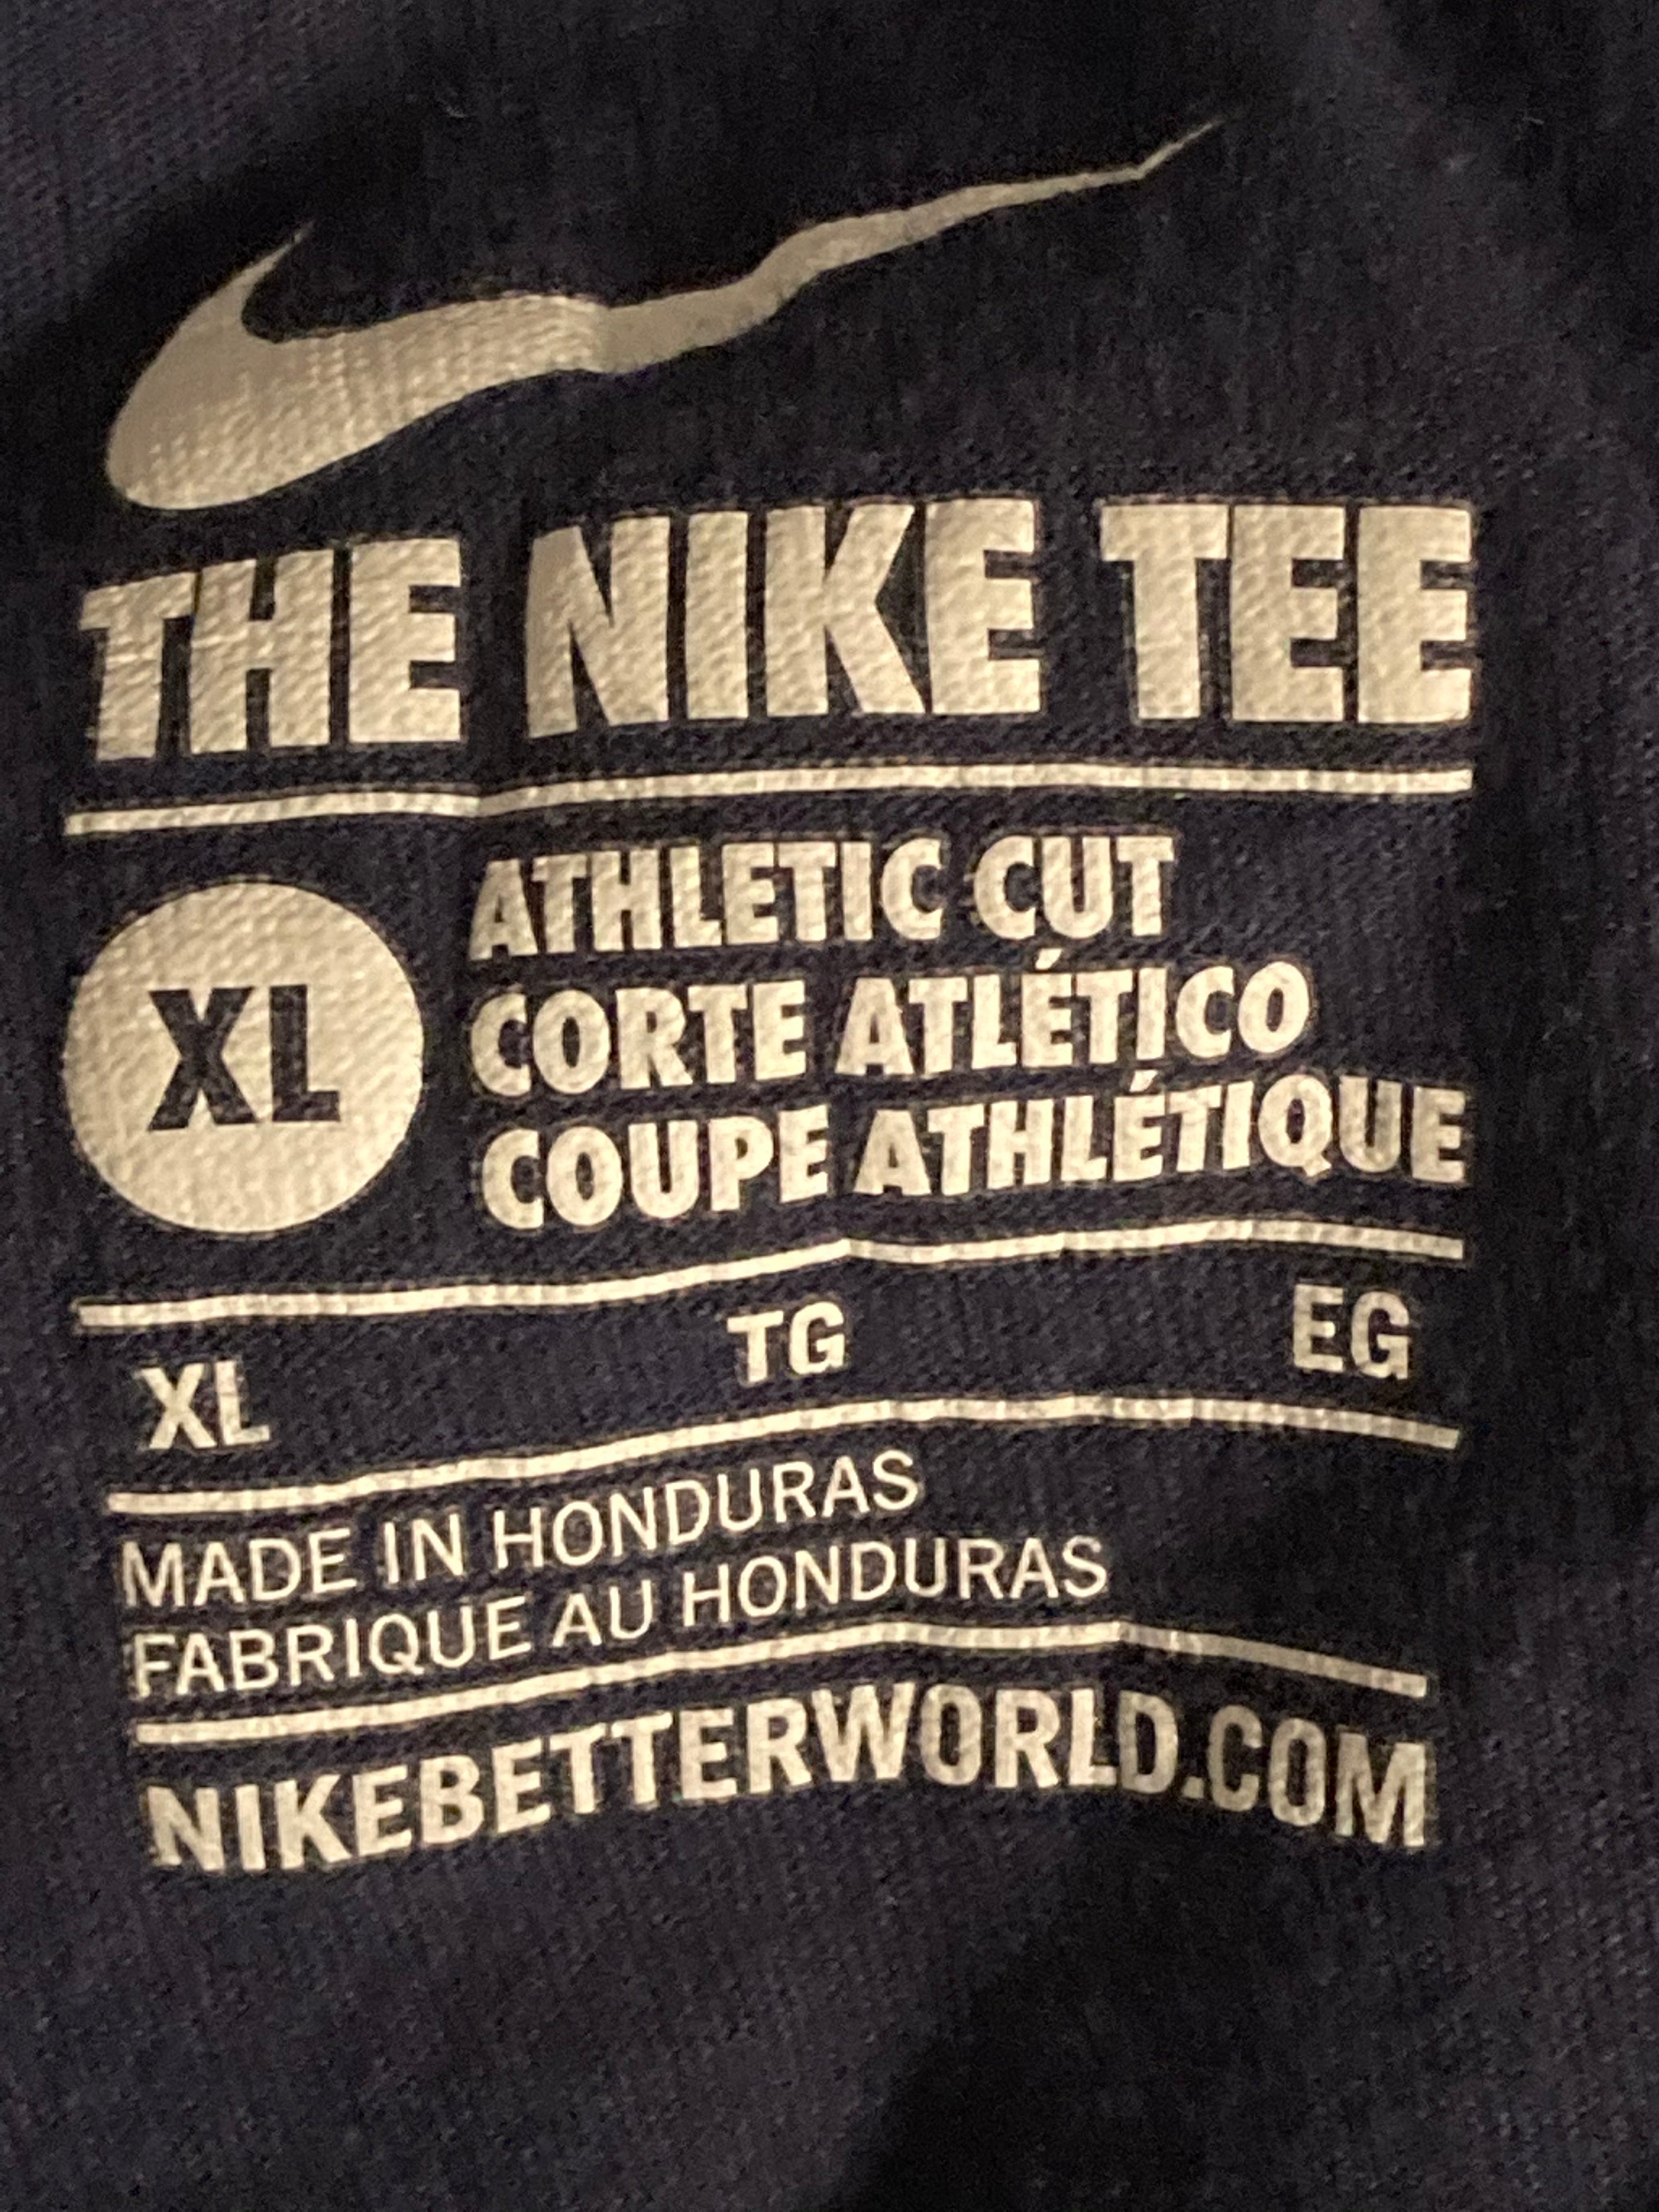 THE NIKE TEE
XL
ATHLETIC CUT
CORTE ATLÉTICO
COUPE ATHLÉTIQUE
XL TG EG
MADE IN HONDURAS
FABRIQUE AU HONDURAS
NIKEBETTERWORLD.COM